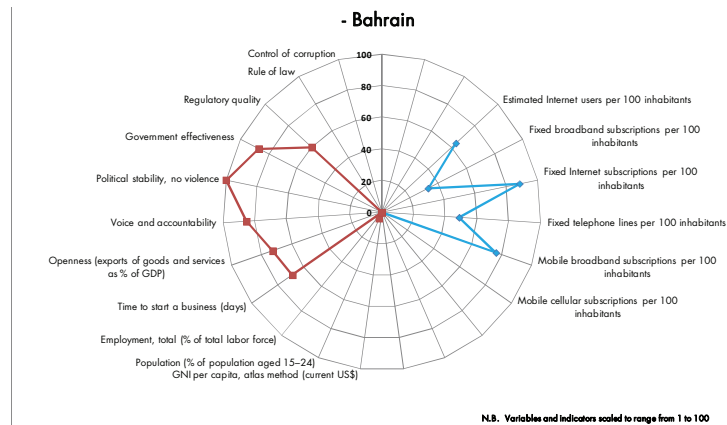 - Bahrain
Control of corruption
Rule of law
Regulatory quality
Government effectiveness
Political stability, no violence
Voice and accountability
Openness (exports of goods and services
as % of GDP)
Time to start a business (days)
Employment, total (% of total labor force)
Population (% of population aged 15–24)
GNI per capita, atlas method (current US$)
100
80
60
40
20
0
Estimated Internet users per 100 inhabitants
Fixed broadband subscriptions per 100
inhabitants
Fixed Internet subscriptions per 100
inhabitants
Fixed telephone lines per 100 inhabitants
Mobile broadband subscriptions per 100
inhabitants
Mobile cellular subscriptions per 100
inhabitants
N.B. Variables and indicators scaled to range from 1 to 100